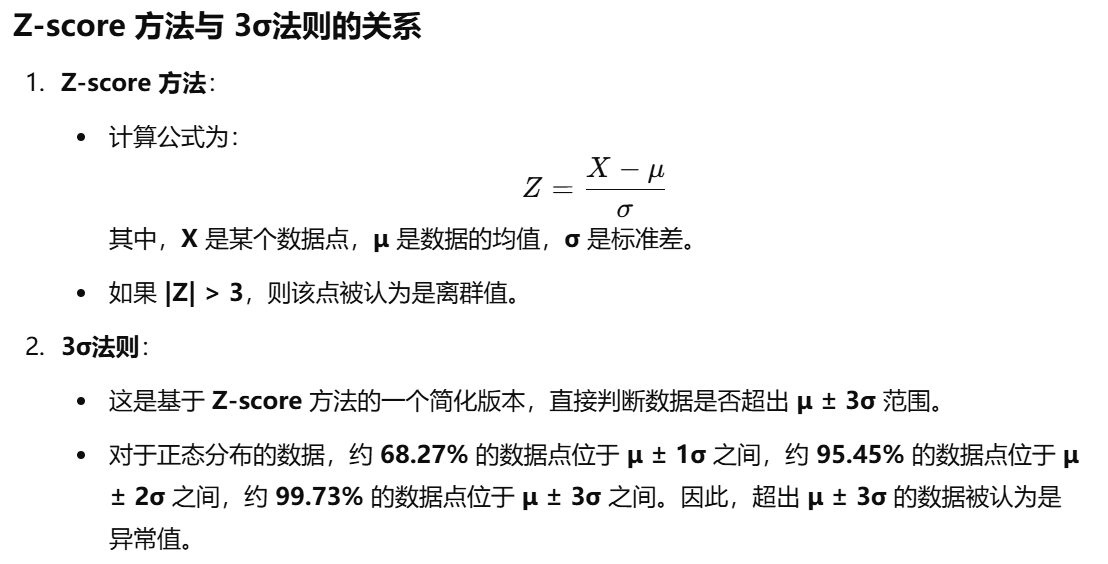 Z-score 方法与 3σ法则的关系
1. Z-score 方法：
• 计算公式为：
Z = \frac{X − μ}{σ}
其中，X 是某个数据点，μ 是数据的均值，σ 是标准差。
• 如果 |Z| > 3，则该点被认为是离群值。
2. 3σ法则：
• 这是基于 Z-score 方法的一个简化版本，直接判断数据是否超出 μ ± 3σ 范围。
• 对于正态分布的数据，约 68.27% 的数据点位于 μ ± 1σ 之间，约 95.45% 的数据点位于 μ
± 2σ 之间，约 99.73% 的数据点位于 μ ± 3σ 之间。因此，超出 μ ± 3σ 的数据被认为是
异常值。